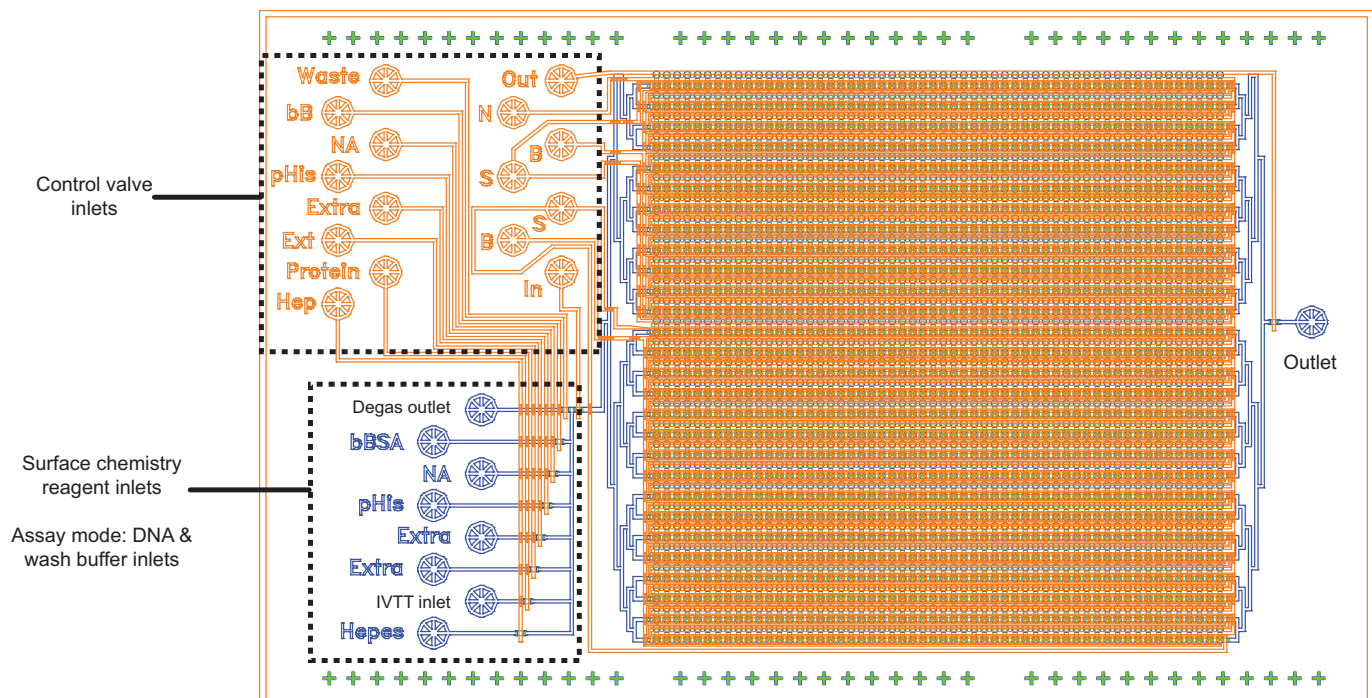 Waste
Out
bB
N
NA
B
pHis
S
Extra
S
Ext
B
Protein
In
Hep
Control valve
inlets
Outlet
Degas outlet
bBSA
NA
pHis
Extra
Extra
IVTT inlet
Hepes
Surface chemistry
reagent inlets
Assay mode: DNA &
wash buffer inlets